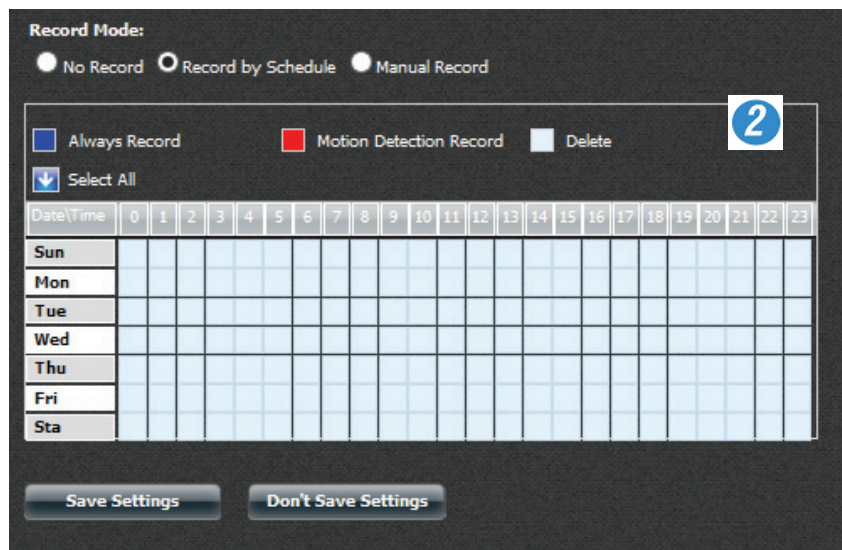 Record Mode:
No Record Record by Schedule Manual Record
2
Always Record Motion Detection Record Delete
Select All
Date\Time 0 1 2 3 4 5 6 7 8 9 10 11 12 13 14 15 16 17 18 19 20 21 22 23
Sun
Mon
Tue
Wed
Thu
Fri
Sta
Save Settings Don't Save Settings